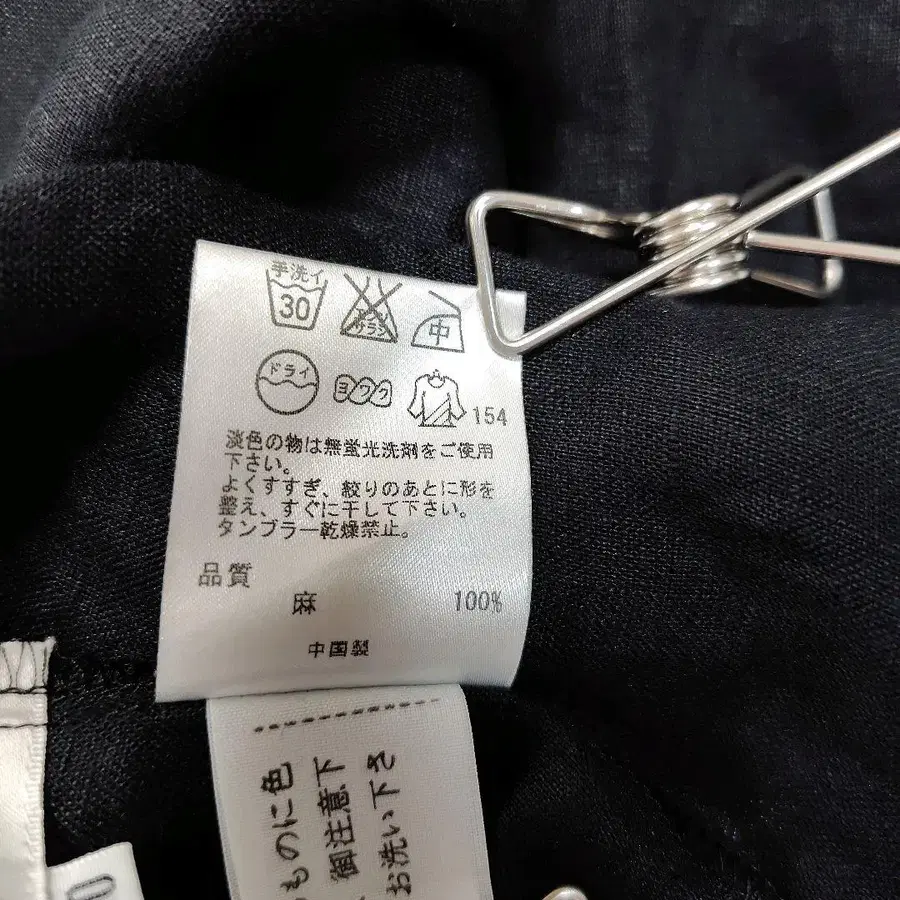 手洗イ
30
エンソ
サラシ
中
ドライ
ヨワク
154
淡色の物は無蛍光洗剤をご使用
下さい。
よくすすぎ、絞りのあとに形を
整え、すぐに干して下さい。
タンブラー乾燥禁止。
品質
麻 100%
中国製
ものに色
御注意下
お洗い下さ
0